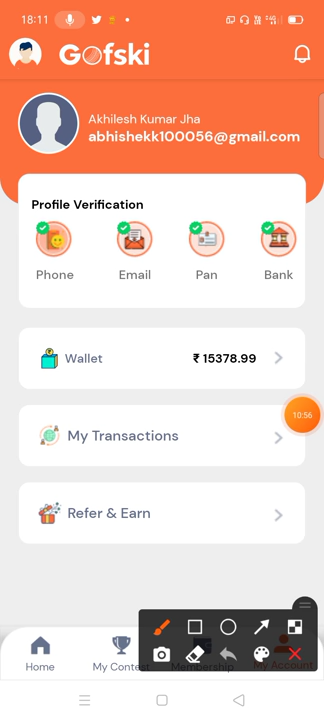 18:11
Gofski
Akhilesh Kumar Jha
abhishekk100056@gmail.com
Profile Verification
Phone Email Pan Bank
Wallet ₹ 15378.99
10:56
My Transactions
Refer & Earn
Home My Contest Membership My Account